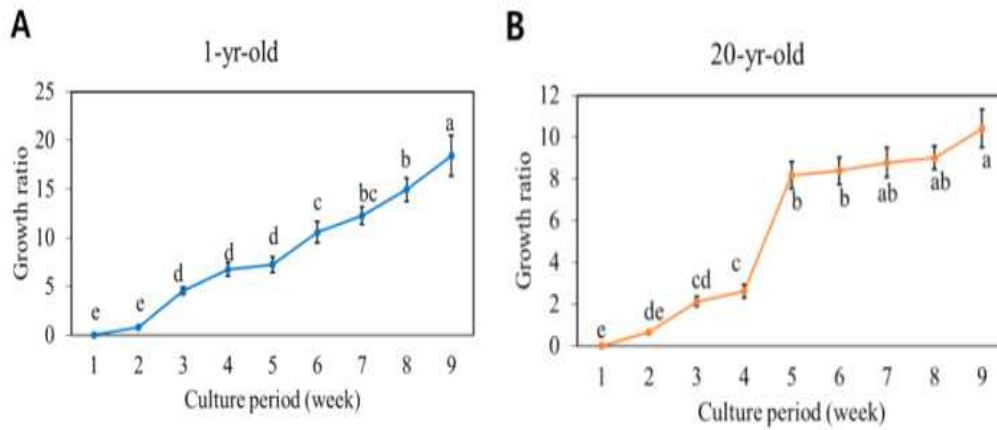 A
1-yr-old
25
20
15
10
5
0
Growth ratio
e
e
d
d
d
c
bc
b
a
1 2 3 4 5 6 7 8 9
Culture period (week)
B
20-yr-old
12
10
8
6
4
2
0
Growth ratio
e
de
cd
c
b
b
ab
ab
a
1 2 3 4 5 6 7 8 9
Culture period (week)